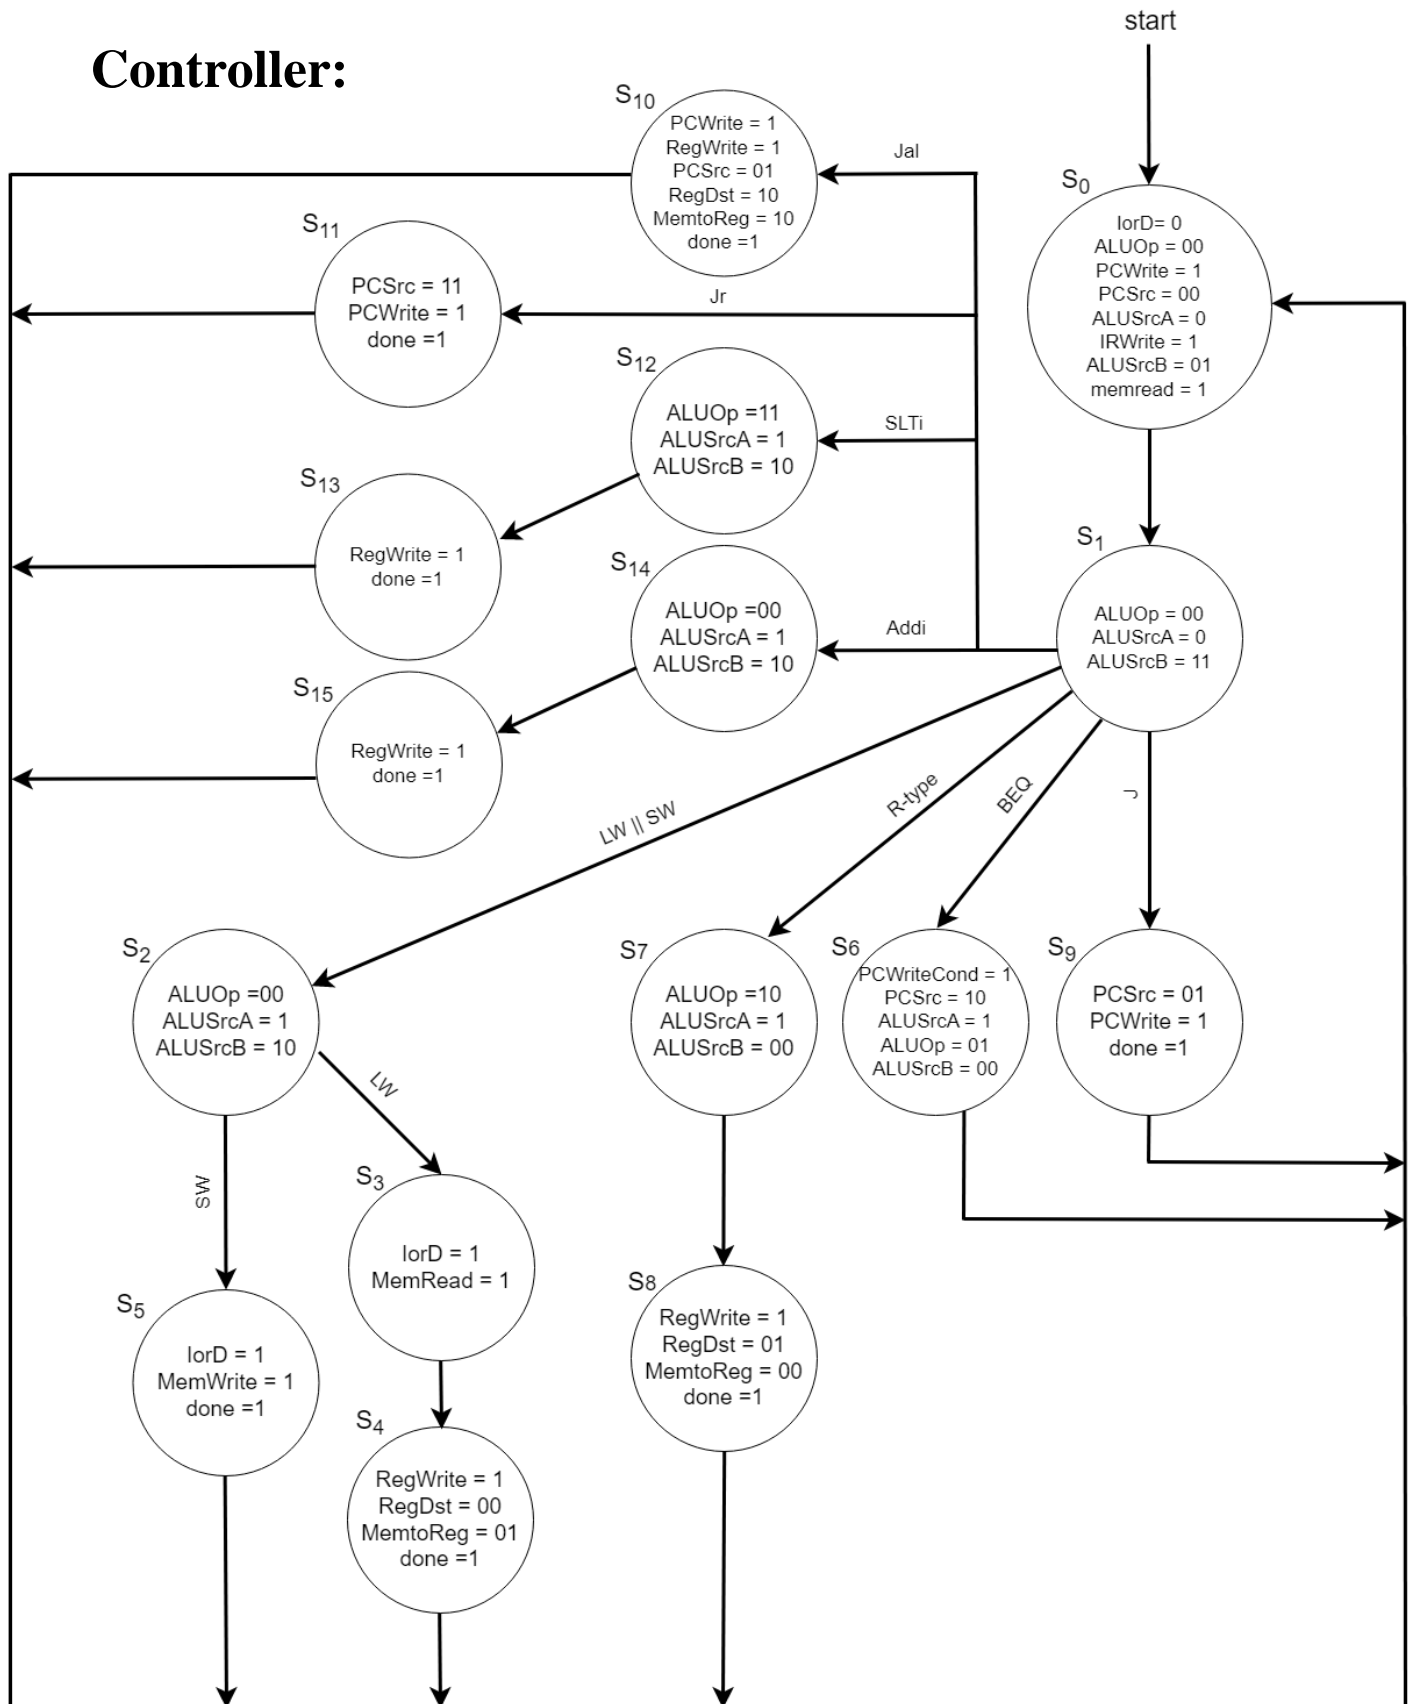 start
Controller:
S10
PCWrite = 1
RegWrite = 1
PCSrc = 01
RegDst = 10
MemtoReg = 10
done =1
Jal
S0
IorD= 0
ALUOp = 00
PCWrite = 1
PCSrc = 00
ALUSrcA = 0
IRWrite = 1
ALUSrcB = 01
memread = 1
S11
PCSrc = 11
PCWrite = 1
done =1
Jr
S12
ALUOp =11
ALUSrcA = 1
ALUSrcB = 10
SLTi
S13
RegWrite = 1
done =1
S1
ALUOp = 00
ALUSrcA = 0
ALUSrcB = 11
S14
ALUOp =00
ALUSrcA = 1
ALUSrcB = 10
Addi
S15
RegWrite = 1
done =1
LW || SW
R-type
BEQ
J
S2
ALUOp =00
ALUSrcA = 1
ALUSrcB = 10
S7
ALUOp =10
ALUSrcA = 1
ALUSrcB = 00
S6
PCWriteCond = 1
PCSrc = 10
ALUSrcA = 1
ALUOp = 01
ALUSrcB = 00
S9
PCSrc = 01
PCWrite = 1
done =1
LW
SW
S3
IorD = 1
MemRead = 1
S5
IorD = 1
MemWrite = 1
done =1
S8
RegWrite = 1
RegDst = 01
MemtoReg = 00
done =1
S4
RegWrite = 1
RegDst = 00
MemtoReg = 01
done =1